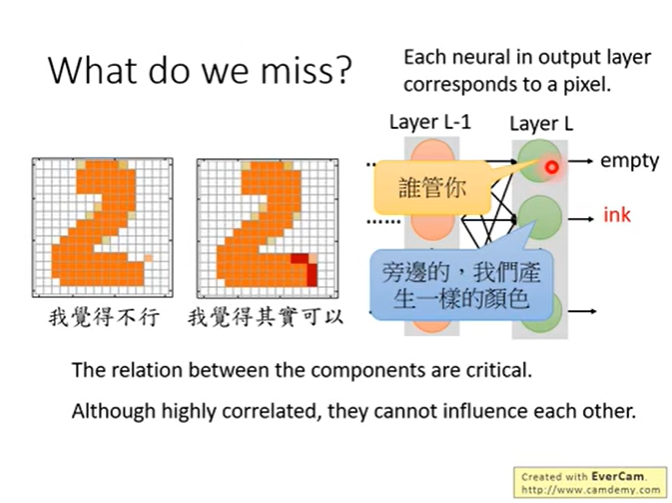 What do we miss?
Each neural in output layer
corresponds to a pixel.
Layer L-1
Layer L
empty
誰管你
......
ink
旁邊的，我們產
生一樣的顏色
我覺得不行
我覺得其實可以
The relation between the components are critical.
Although highly correlated, they cannot influence each other.
Created with EverCam.
http://www.camdemy.com